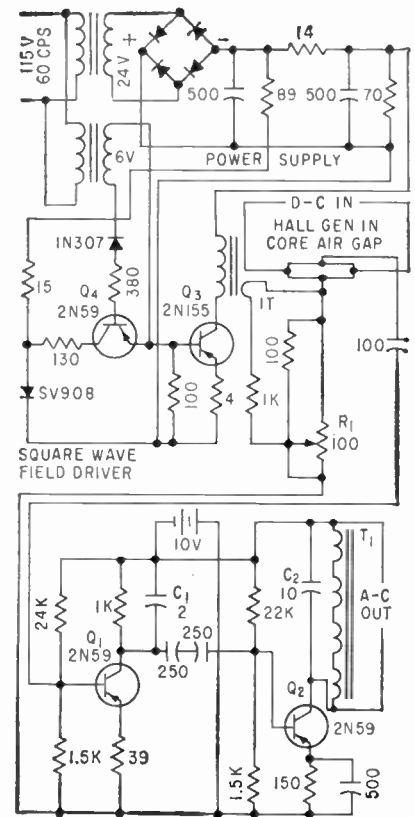 115V
60 CPS
24V
+
−
14
500
89
500
70
6V
POWER SUPPLY
D-C IN
HALL GEN IN
CORE AIR GAP
1N307
15
380
Q4
2N59
Q3
2N155
1T
100
130
100
4
1K
100
R1
100
SV908
SQUARE WAVE
FIELD DRIVER
10V
24K
1K
C1
2
22K
C2
10
T1
A-C
OUT
Q1
2N59
250
250
Q2
2N59
1.5K
39
1.5K
150
500